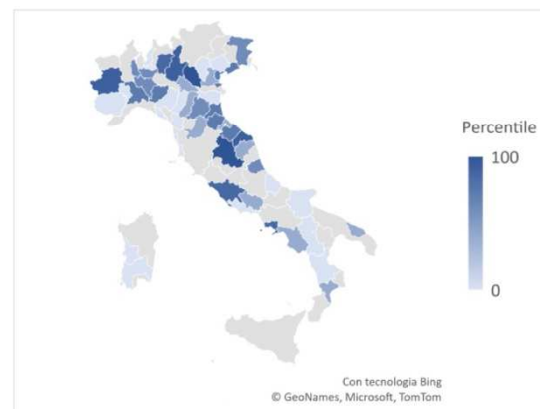 Percentile
100
0
Con tecnologia Bing
© GeoNames, Microsoft, TomTom